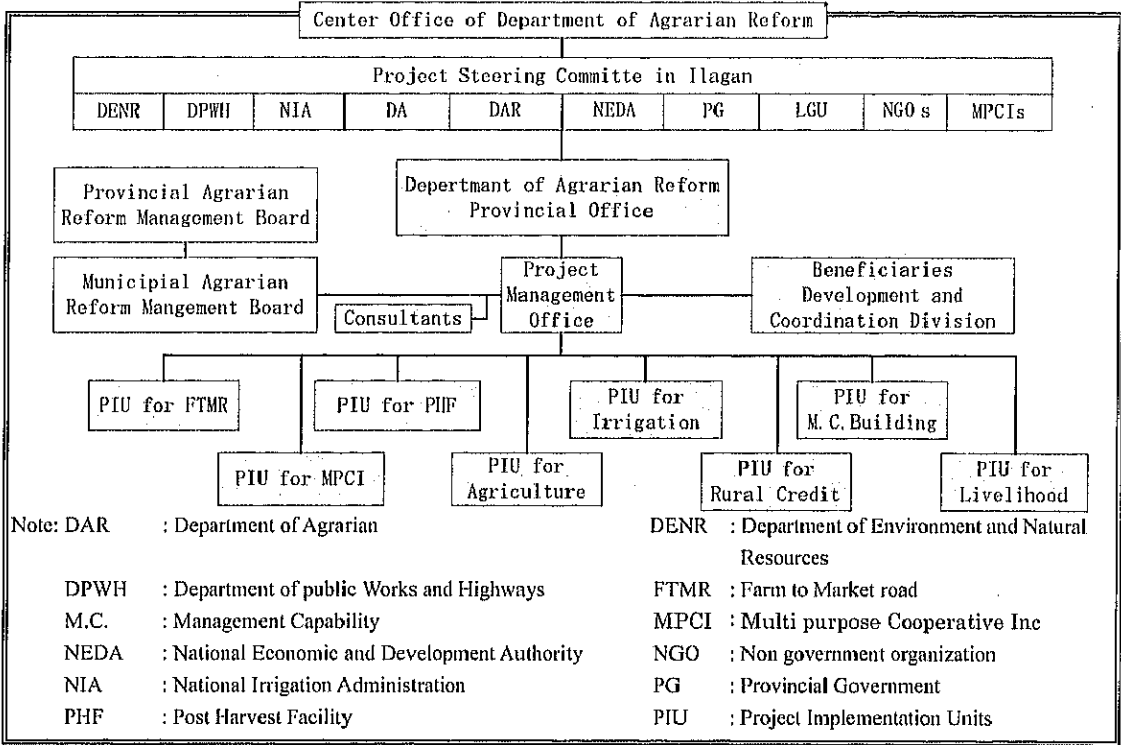 Center Office of Department of Agrarian Reform
Project Steering Committe in Ilagan
DENR DPWH NIA DA DAR NEDA PG LGU NGO s MPCIs
Provincial Agrarian
Reform Management Board
Depertmant of Agrarian Reform
Provincial Office
Municipial Agrarian
Reform Mangement Board
Consultants
Project
Management
Office
Beneficiaries
Development and
Coordination Division
PIU for FTMR
PIU for PHF
PIU for
Irrigation
PIU for
M. C. Building
PIU for MPCI
PIU for
Agriculture
PIU for
Rural Credit
PIU for
Livelihood
Note: DAR : Department of Agrarian
DENR : Department of Environment and Natural
Resources
DPWH : Department of public Works and Highways
FTMR : Farm to Market road
M.C. : Management Capability
MPCI : Multi purpose Cooperative Inc
NEDA : National Economic and Development Authority
NGO : Non government organization
NIA : National Irrigation Administration
PG : Provincial Government
PHF : Post Harvest Facility
PIU : Project Implementation Units